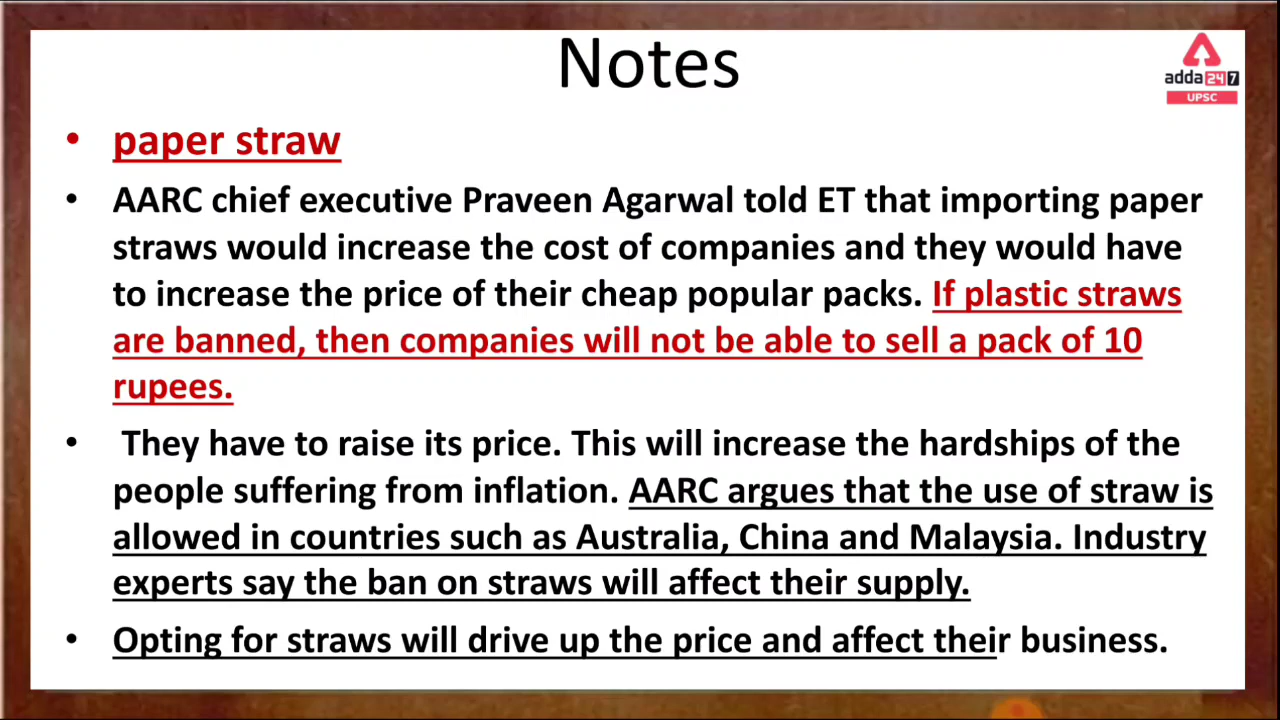 Notes
adda247
UPSC
• paper straw
• AARC chief executive Praveen Agarwal told ET that importing paper
straws would increase the cost of companies and they would have
to increase the price of their cheap popular packs. If plastic straws
are banned, then companies will not be able to sell a pack of 10
rupees.
• They have to raise its price. This will increase the hardships of the
people suffering from inflation. AARC argues that the use of straw is
allowed in countries such as Australia, China and Malaysia. Industry
experts say the ban on straws will affect their supply.
• Opting for straws will drive up the price and affect their business.